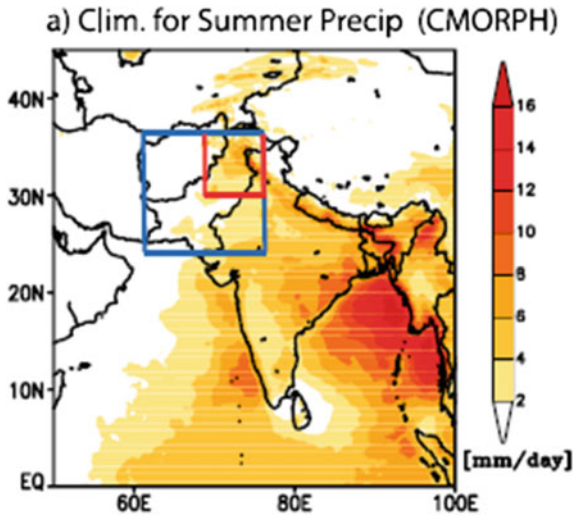 a) Clim. for Summer Precip (CMORPH)
40N
30N
20N
10N
EQ
60E 80E 100E
16
14
12
10
8
6
4
2
[mm/day]